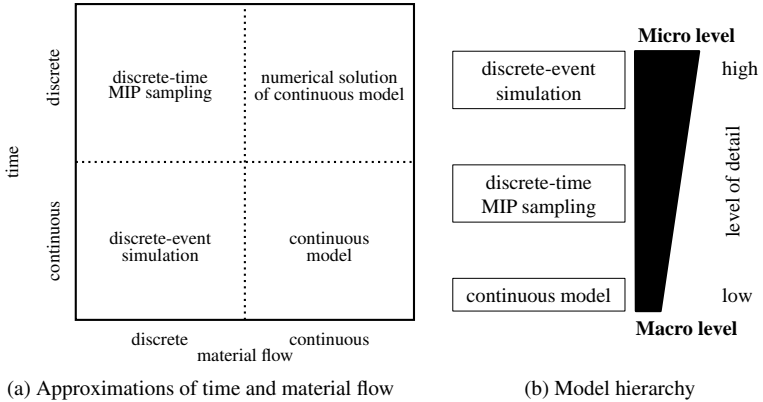 time
discrete
continuous
discrete-time
MIP sampling
numerical solution
of continuous model
discrete-event
simulation
continuous
model
discrete
continuous
material flow
(a) Approximations of time and material flow
Micro level
discrete-event
simulation
high
discrete-time
MIP sampling
level of detail
continuous model
low
Macro level
(b) Model hierarchy